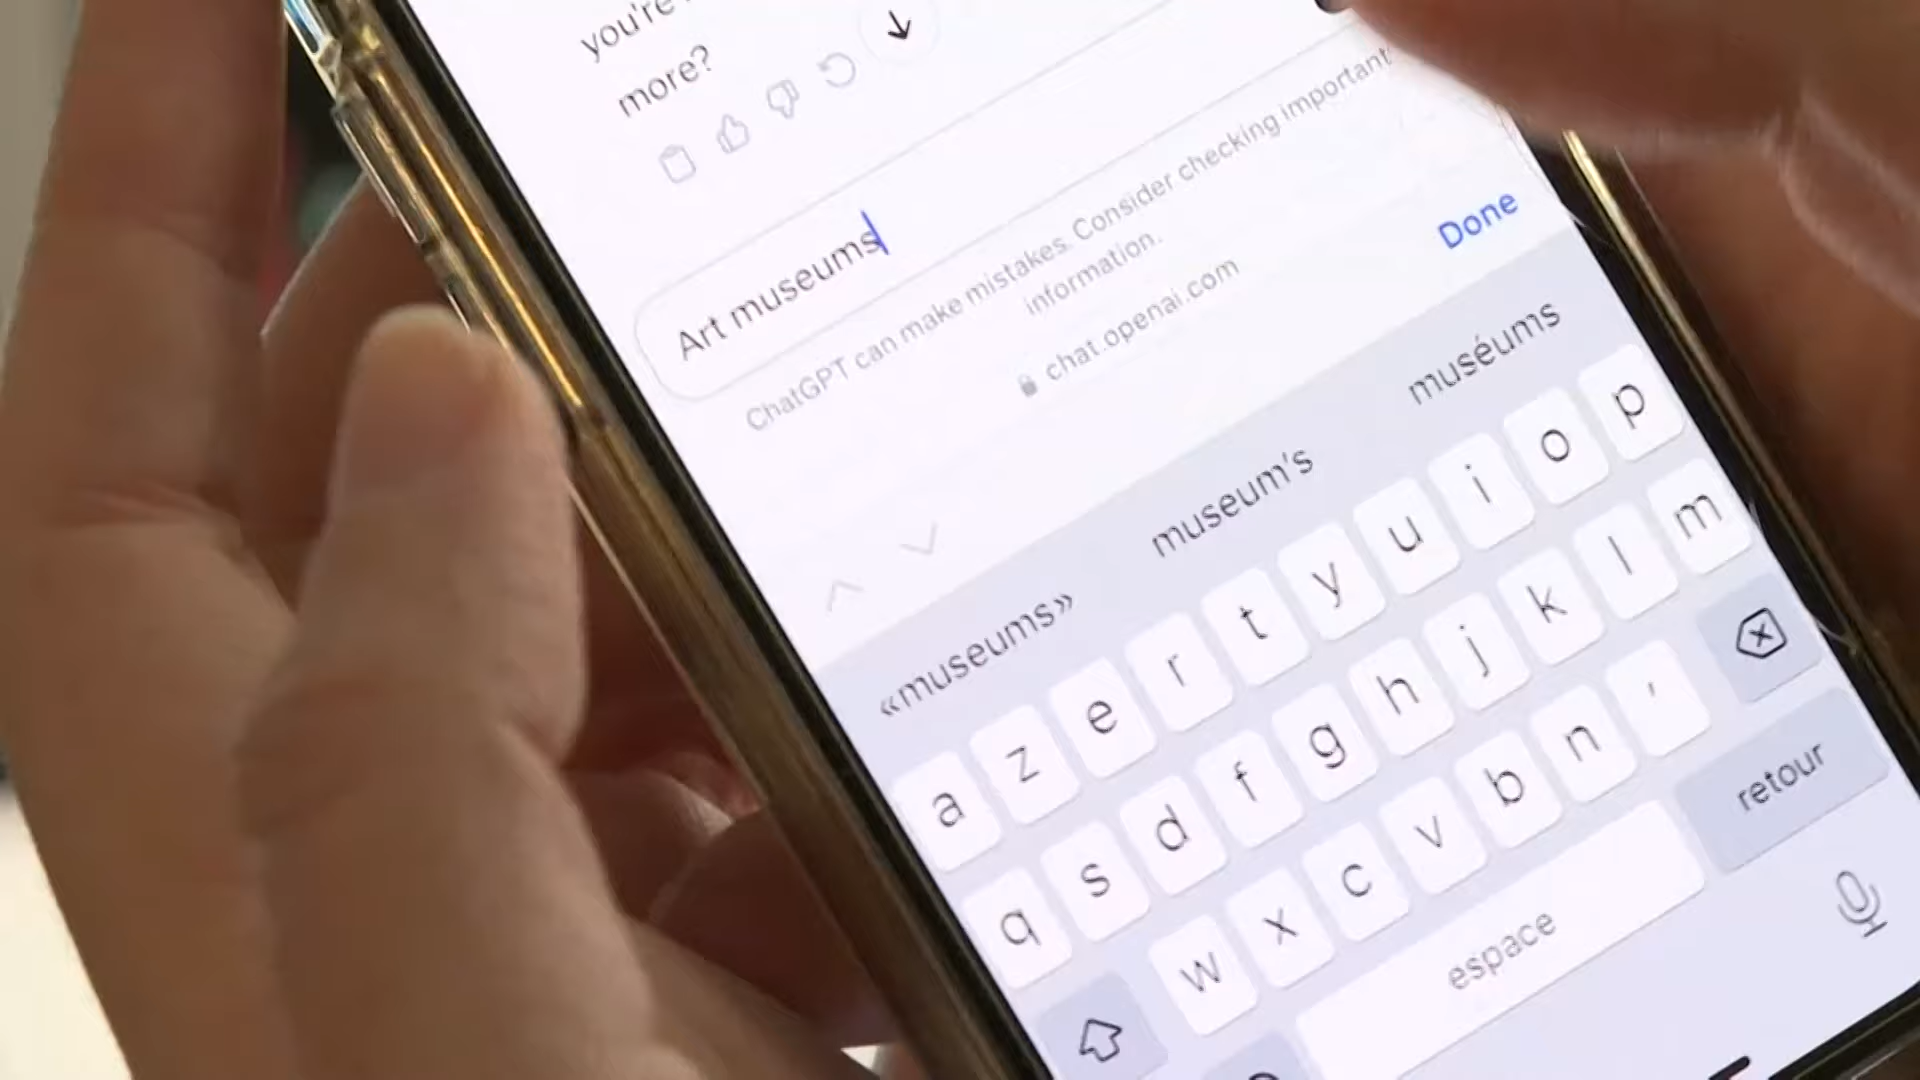 you're
more?
Art museums
ChatGPT can make mistakes. Consider checking important
information.
chat.openai.com
Done
«museums» museum's muséums
a z e r t y u i o p
q s d f g h j k l m
w x c v b n '
espace retour